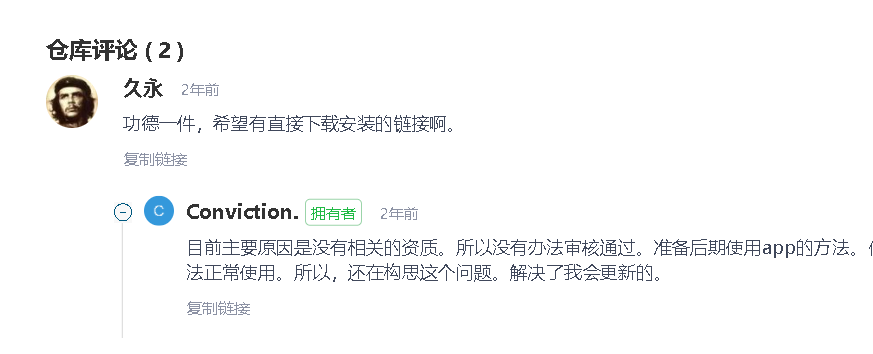 仓库评论 ( 2 )
久永 2年前
功德一件，希望有直接下载安装的链接啊。
复制链接
C Conviction. 拥有者 2年前
目前主要原因是没有相关的资质。所以没有办法审核通过。准备后期使用app的方法。
法正常使用。所以，还在构思这个问题。解决了我会更新的。
复制链接